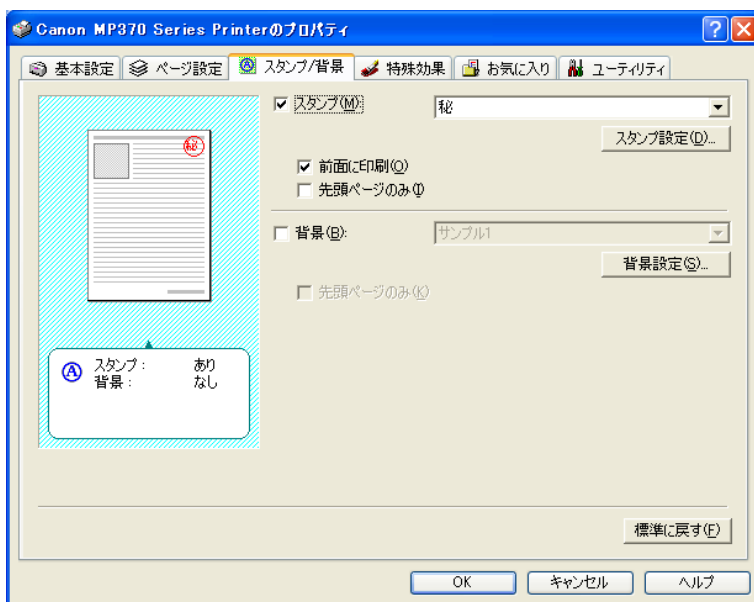 Canon MP370 Series Printerのプロパティ
基本設定 ページ設定 スタンプ/背景 特殊効果 お気に入り ユーティリティ
スタンプ(M): 秘
スタンプ設定(D)...
前面に印刷(O)
先頭ページのみ(I)
背景(B): サンプル1
背景設定(S)...
先頭ページのみ(K)
秘
スタンプ : あり
背景 : なし
標準に戻す(F)
OK キャンセル ヘルプ